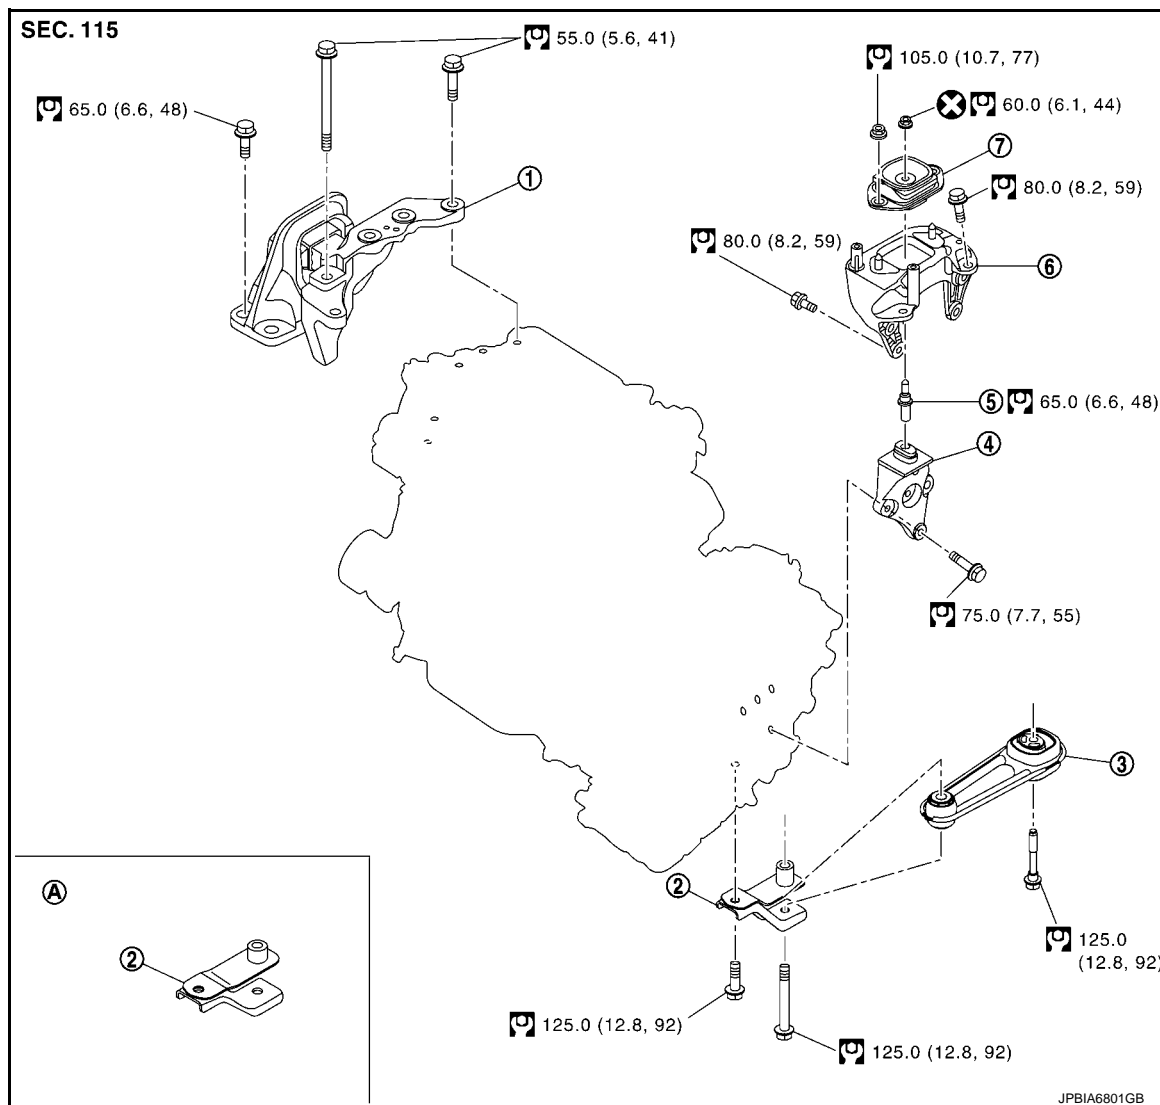 SEC. 115
55.0 (5.6, 41)
105.0 (10.7, 77)
65.0 (6.6, 48)
60.0 (6.1, 44)
7
1
80.0 (8.2, 59)
80.0 (8.2, 59)
6
5 65.0 (6.6, 48)
4
75.0 (7.7, 55)
3
A
2
2
125.0
(12.8, 92)
125.0 (12.8, 92)
125.0 (12.8, 92)
JPBIA6801GB